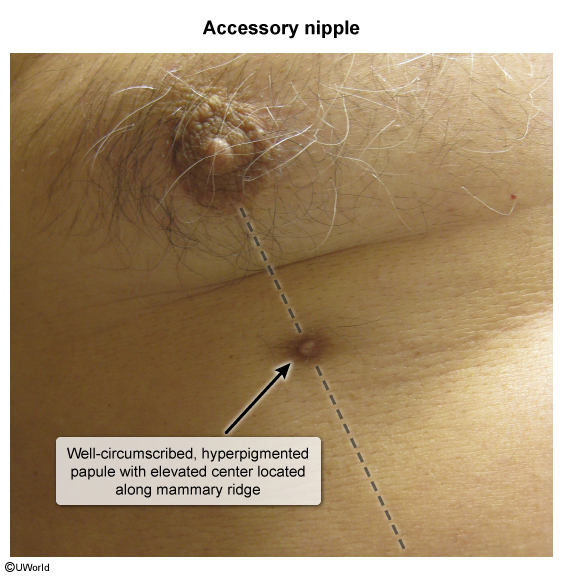 Accessory nipple
Well-circumscribed, hyperpigmented
papule with elevated center located
along mammary ridge
©UWorld